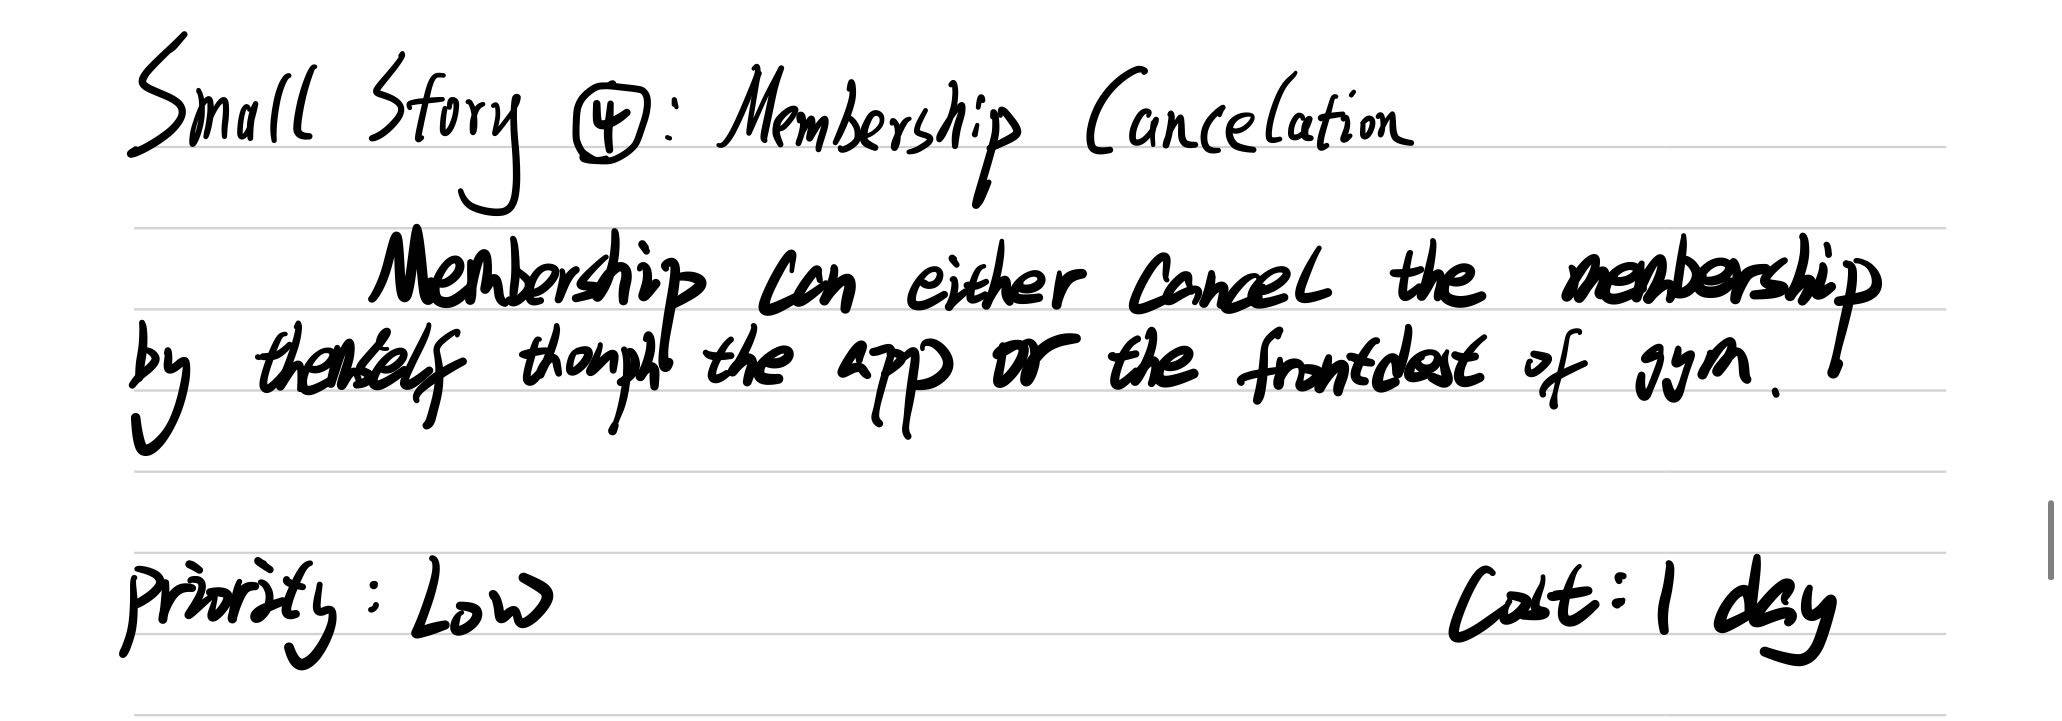 Small Story ④: Membership Cancelation
Membership can either cancel the membership
by themself thongh the app or the frontdest of gym.
Priority: Low Cost: 1 day